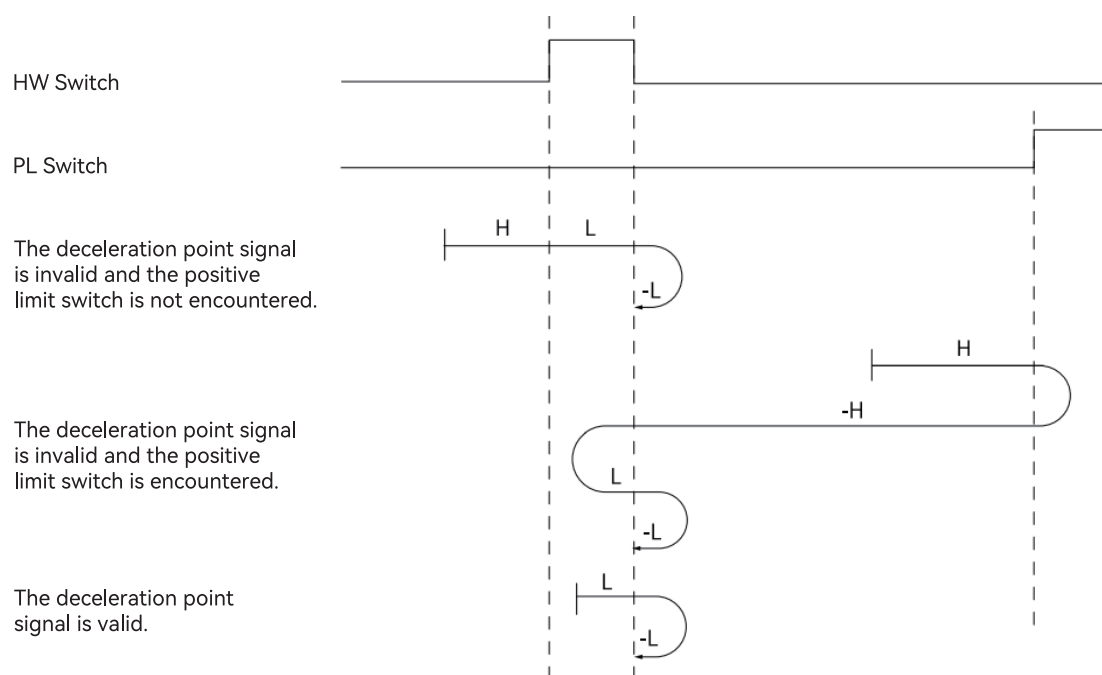 HW Switch
PL Switch
H
L
The deceleration point signal
is invalid and the positive
limit switch is not encountered.
-L
H
-H
The deceleration point signal
is invalid and the positive
limit switch is encountered.
L
-L
L
The deceleration point
signal is valid.
-L